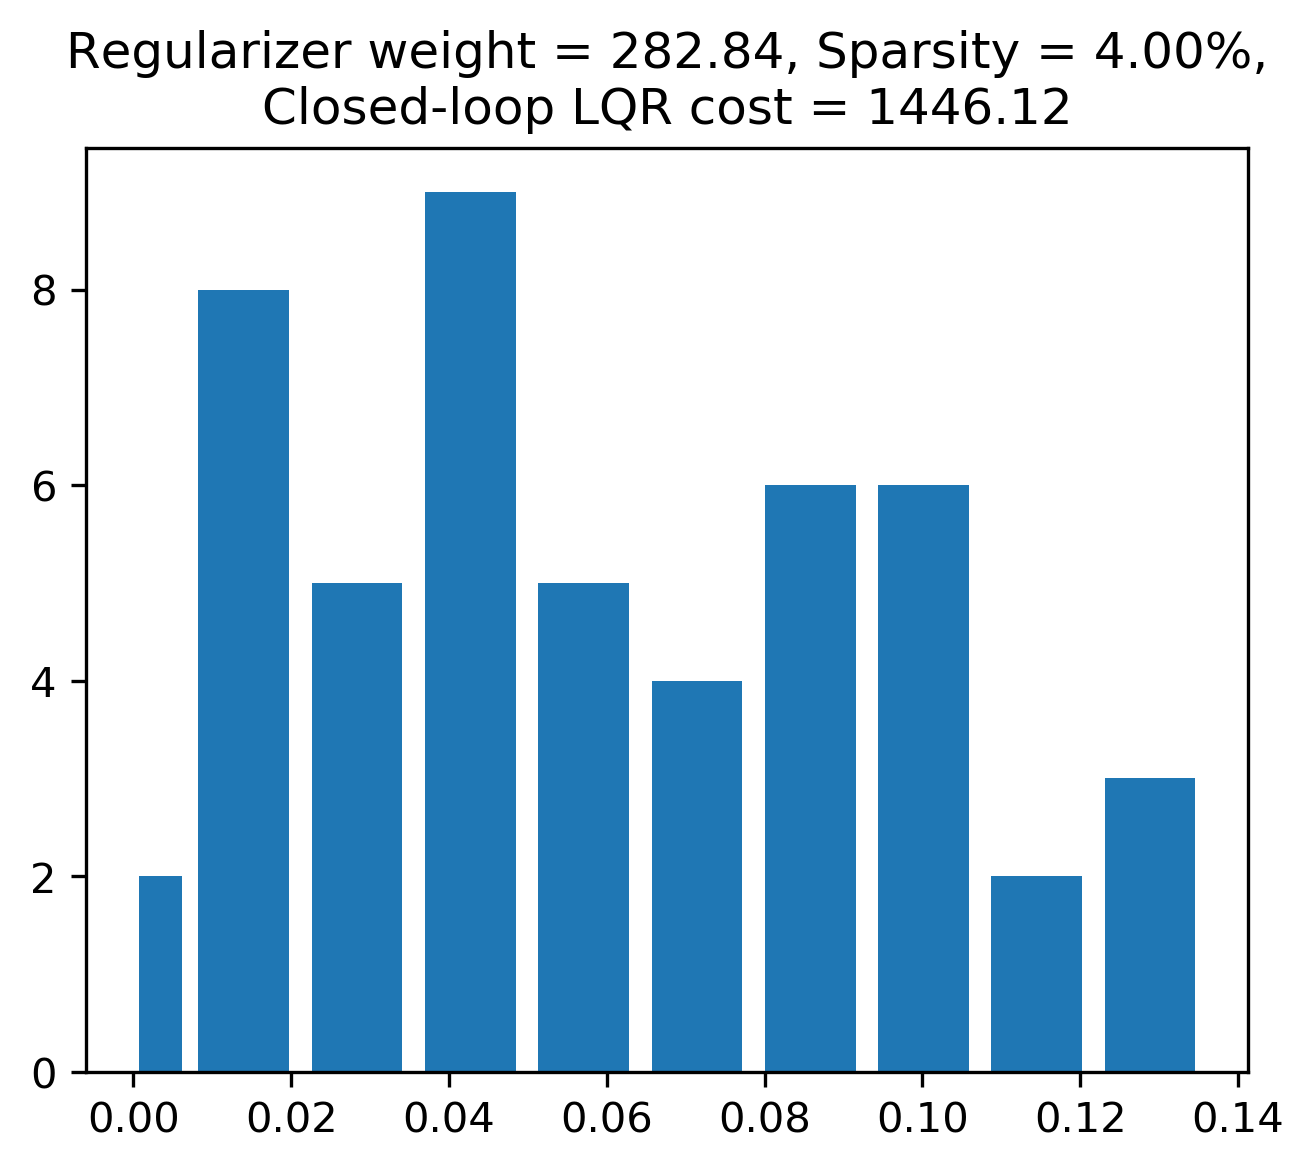 Regularizer weight = 282.84, Sparsity = 4.00%,
Closed-loop LQR cost = 1446.12
8
6
4
2
0
0.00 0.02 0.04 0.06 0.08 0.10 0.12 0.14